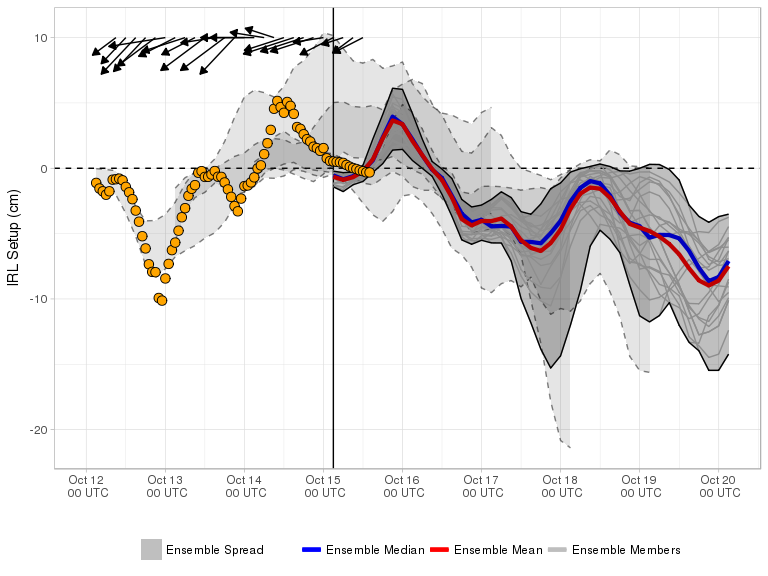 IRL Setup (cm)
10
0
-10
-20
Oct 12
00 UTC
Oct 13
00 UTC
Oct 14
00 UTC
Oct 15
00 UTC
Oct 16
00 UTC
Oct 17
00 UTC
Oct 18
00 UTC
Oct 19
00 UTC
Oct 20
00 UTC
Ensemble Spread
Ensemble Median
Ensemble Mean
Ensemble Members